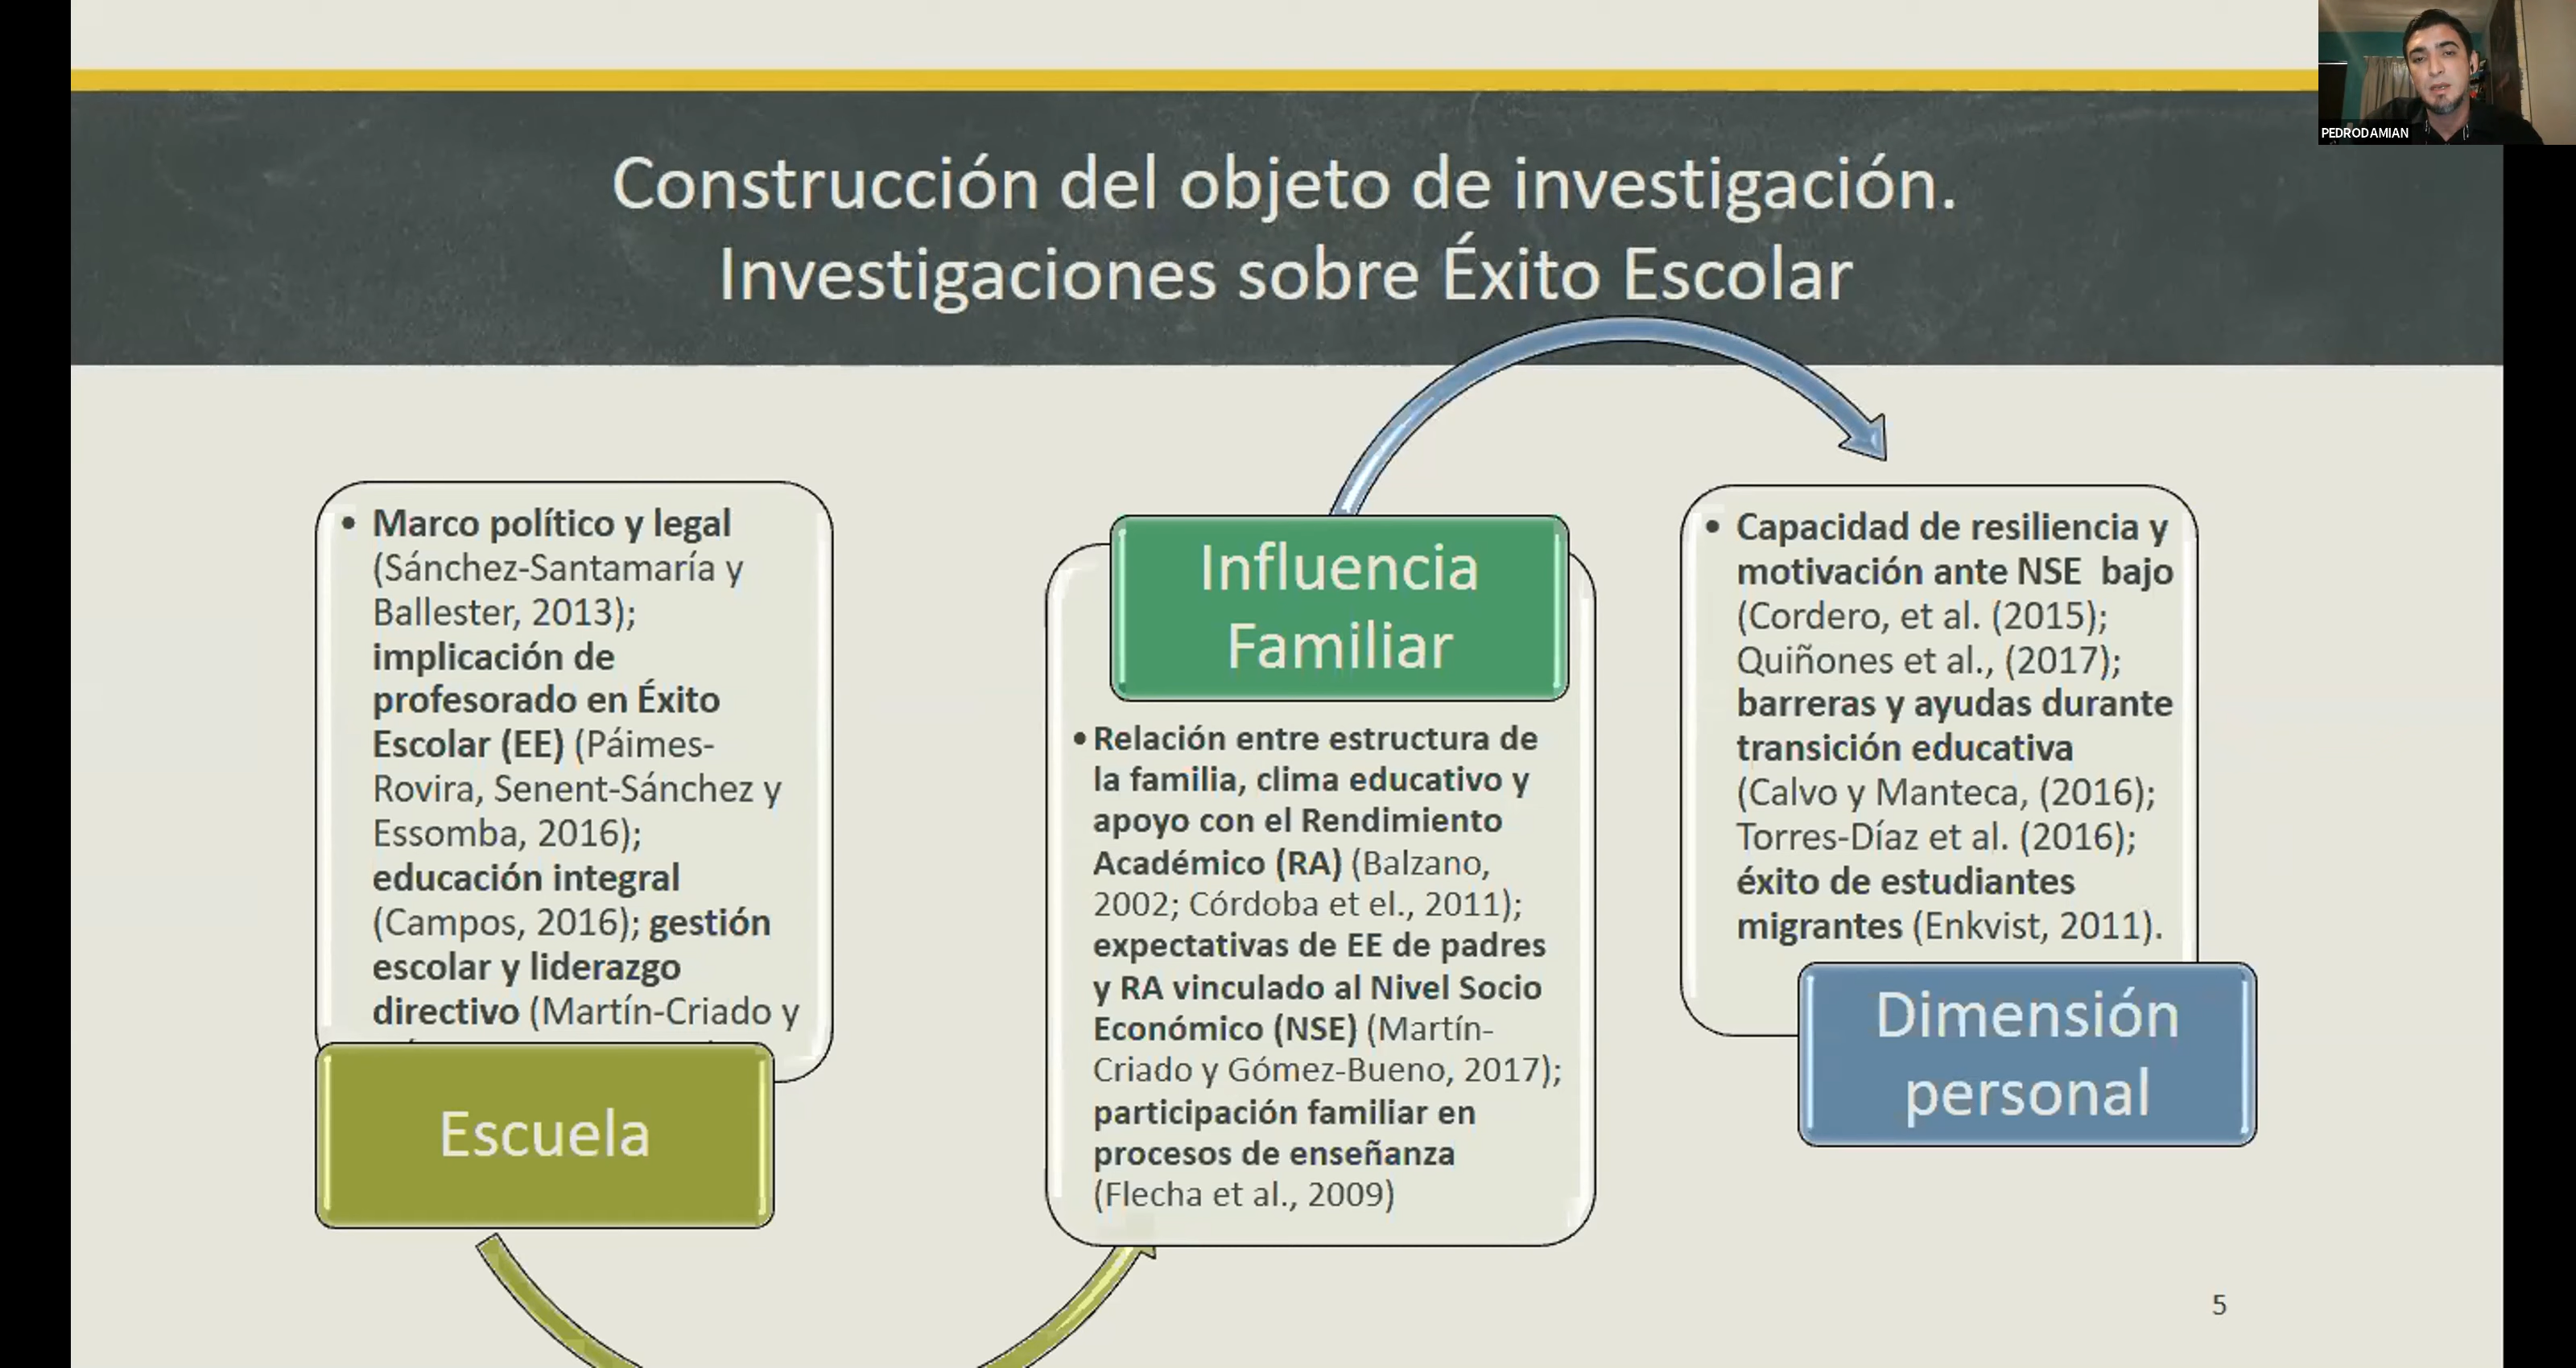 PEDRODAMIAN
Construcción del objeto de investigación.
Investigaciones sobre Éxito Escolar
• Marco político y legal
(Sánchez-Santamaría y
Ballester, 2013);
implicación de
profesorado en Éxito
Escolar (EE) (Páimes-
Rovira, Senent-Sánchez y
Essomba, 2016);
educación integral
(Campos, 2016); gestión
escolar y liderazgo
directivo (Martín-Criado y
Escuela
Influencia
Familiar
• Relación entre estructura de
la familia, clima educativo y
apoyo con el Rendimiento
Académico (RA) (Balzano,
2002; Córdoba et el., 2011);
expectativas de EE de padres
y RA vinculado al Nivel Socio
Económico (NSE) (Martín-
Criado y Gómez-Bueno, 2017);
participación familiar en
procesos de enseñanza
(Flecha et al., 2009)
• Capacidad de resiliencia y
motivación ante NSE bajo
(Cordero, et al. (2015);
Quiñones et al., (2017);
barreras y ayudas durante
transición educativa
(Calvo y Manteca, (2016);
Torres-Díaz et al. (2016);
éxito de estudiantes
migrantes (Enkvist, 2011).
Dimensión
personal
5